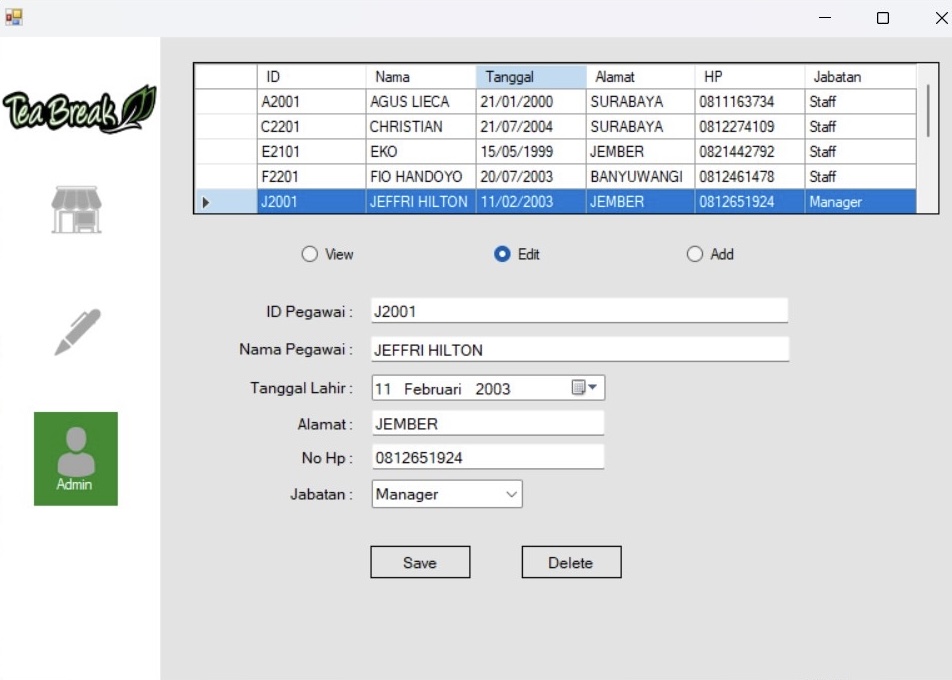 Tea Break
ID Nama Tanggal Alamat HP Jabatan
A2001 AGUS LIECA 21/01/2000 SURABAYA 0811163734 Staff
C2201 CHRISTIAN 21/07/2004 SURABAYA 0812274109 Staff
E2101 EKO 15/05/1999 JEMBER 0821442792 Staff
F2201 FIO HANDOYO 20/07/2003 BANYUWANGI 0812461478 Staff
J2001 JEFFRI HILTON 11/02/2003 JEMBER 0812651924 Manager
View Edit Add
ID Pegawai : J2001
Nama Pegawai : JEFFRI HILTON
Tanggal Lahir : 11 Februari 2003
Alamat : JEMBER
No Hp : 0812651924
Admin
Jabatan : Manager
Save Delete